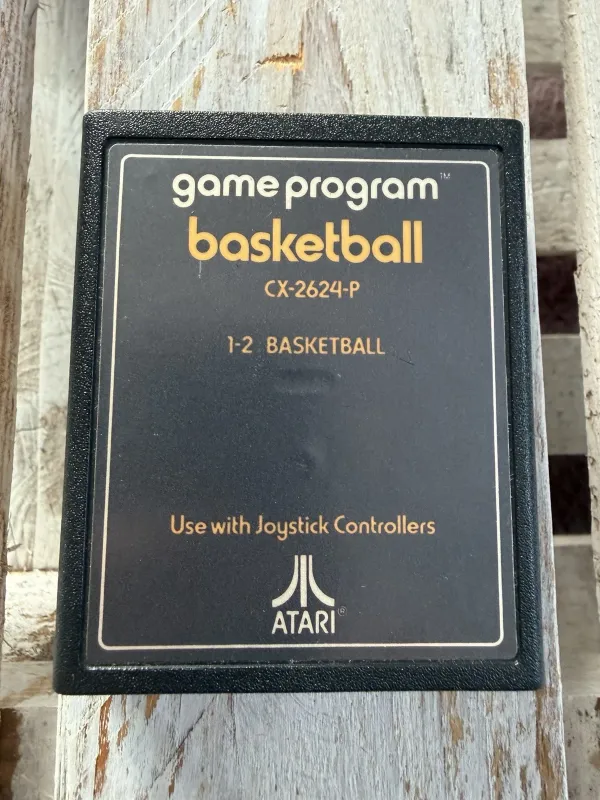 game program™
basketball
CX-2624-P
1-2 BASKETBALL
Use with Joystick Controllers
ATARI®